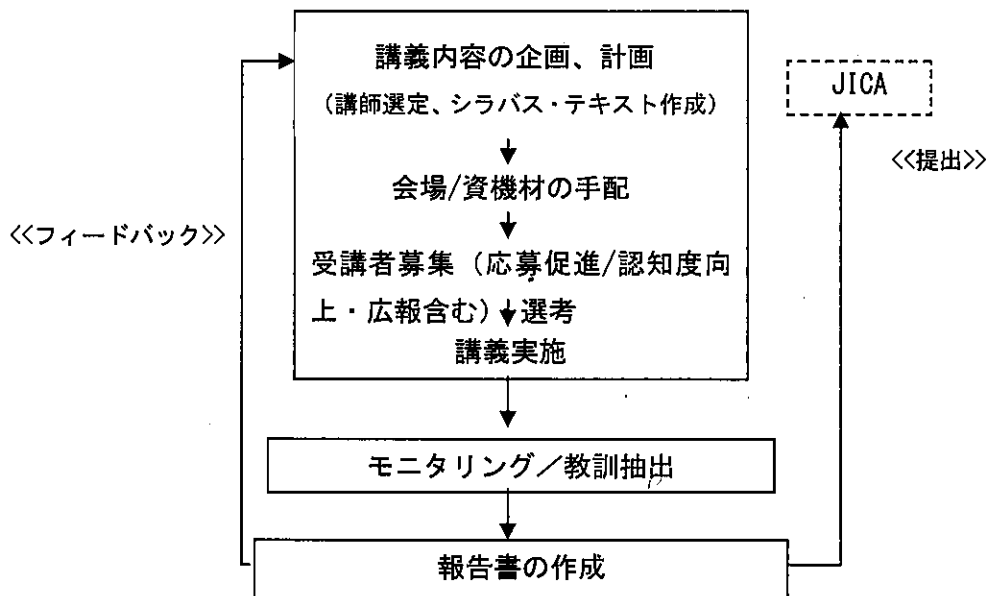 講義内容の企画、計画
(講師選定、シラバス・テキスト作成)
JICA
<<提出>>
会場/資機材の手配
<<フィードバック>>
受講者募集(応募促進/認知度向
上・広報含む) 選考
講義実施
モニタリング/教訓抽出
報告書の作成